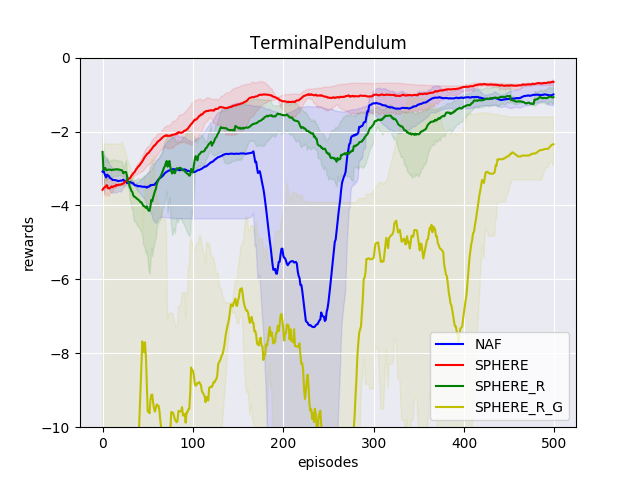 TerminalPendulum
rewards
0
−2
−4
−6
−8
−10
0 100 200 300 400 500
episodes
NAF
SPHERE
SPHERE_R
SPHERE_R_G